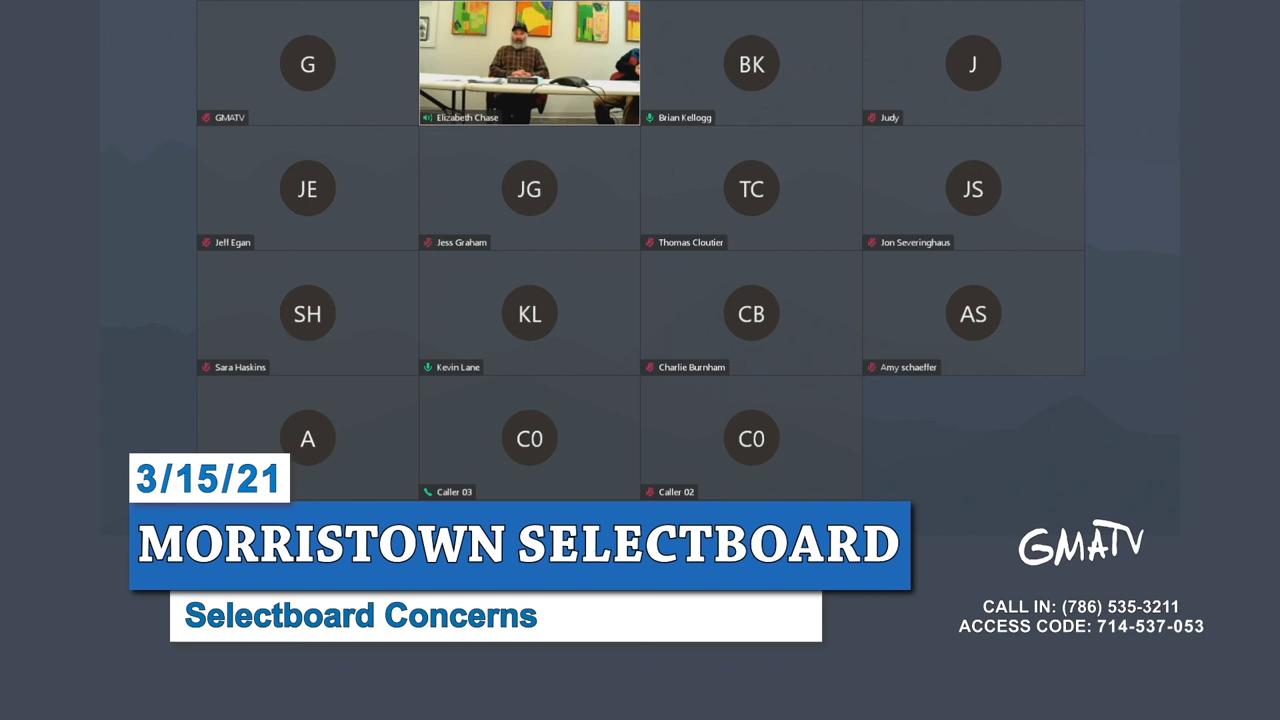 G
BK
J
GMATV
Elizabeth Chase
Brian Kellogg
Judy
JE
JG
TC
JS
Jeff Egan
Jess Graham
Thomas Cloutier
Jon Severinghaus
SH
KL
CB
AS
Sara Haskins
Kevin Lane
Charlie Burnham
Amy schaeffer
A
C0
C0
Caller 03
Caller 02
3/15/21
MORRISTOWN SELECTBOARD
Selectboard Concerns
GMATV
CALL IN: (786) 535-3211
ACCESS CODE: 714-537-053